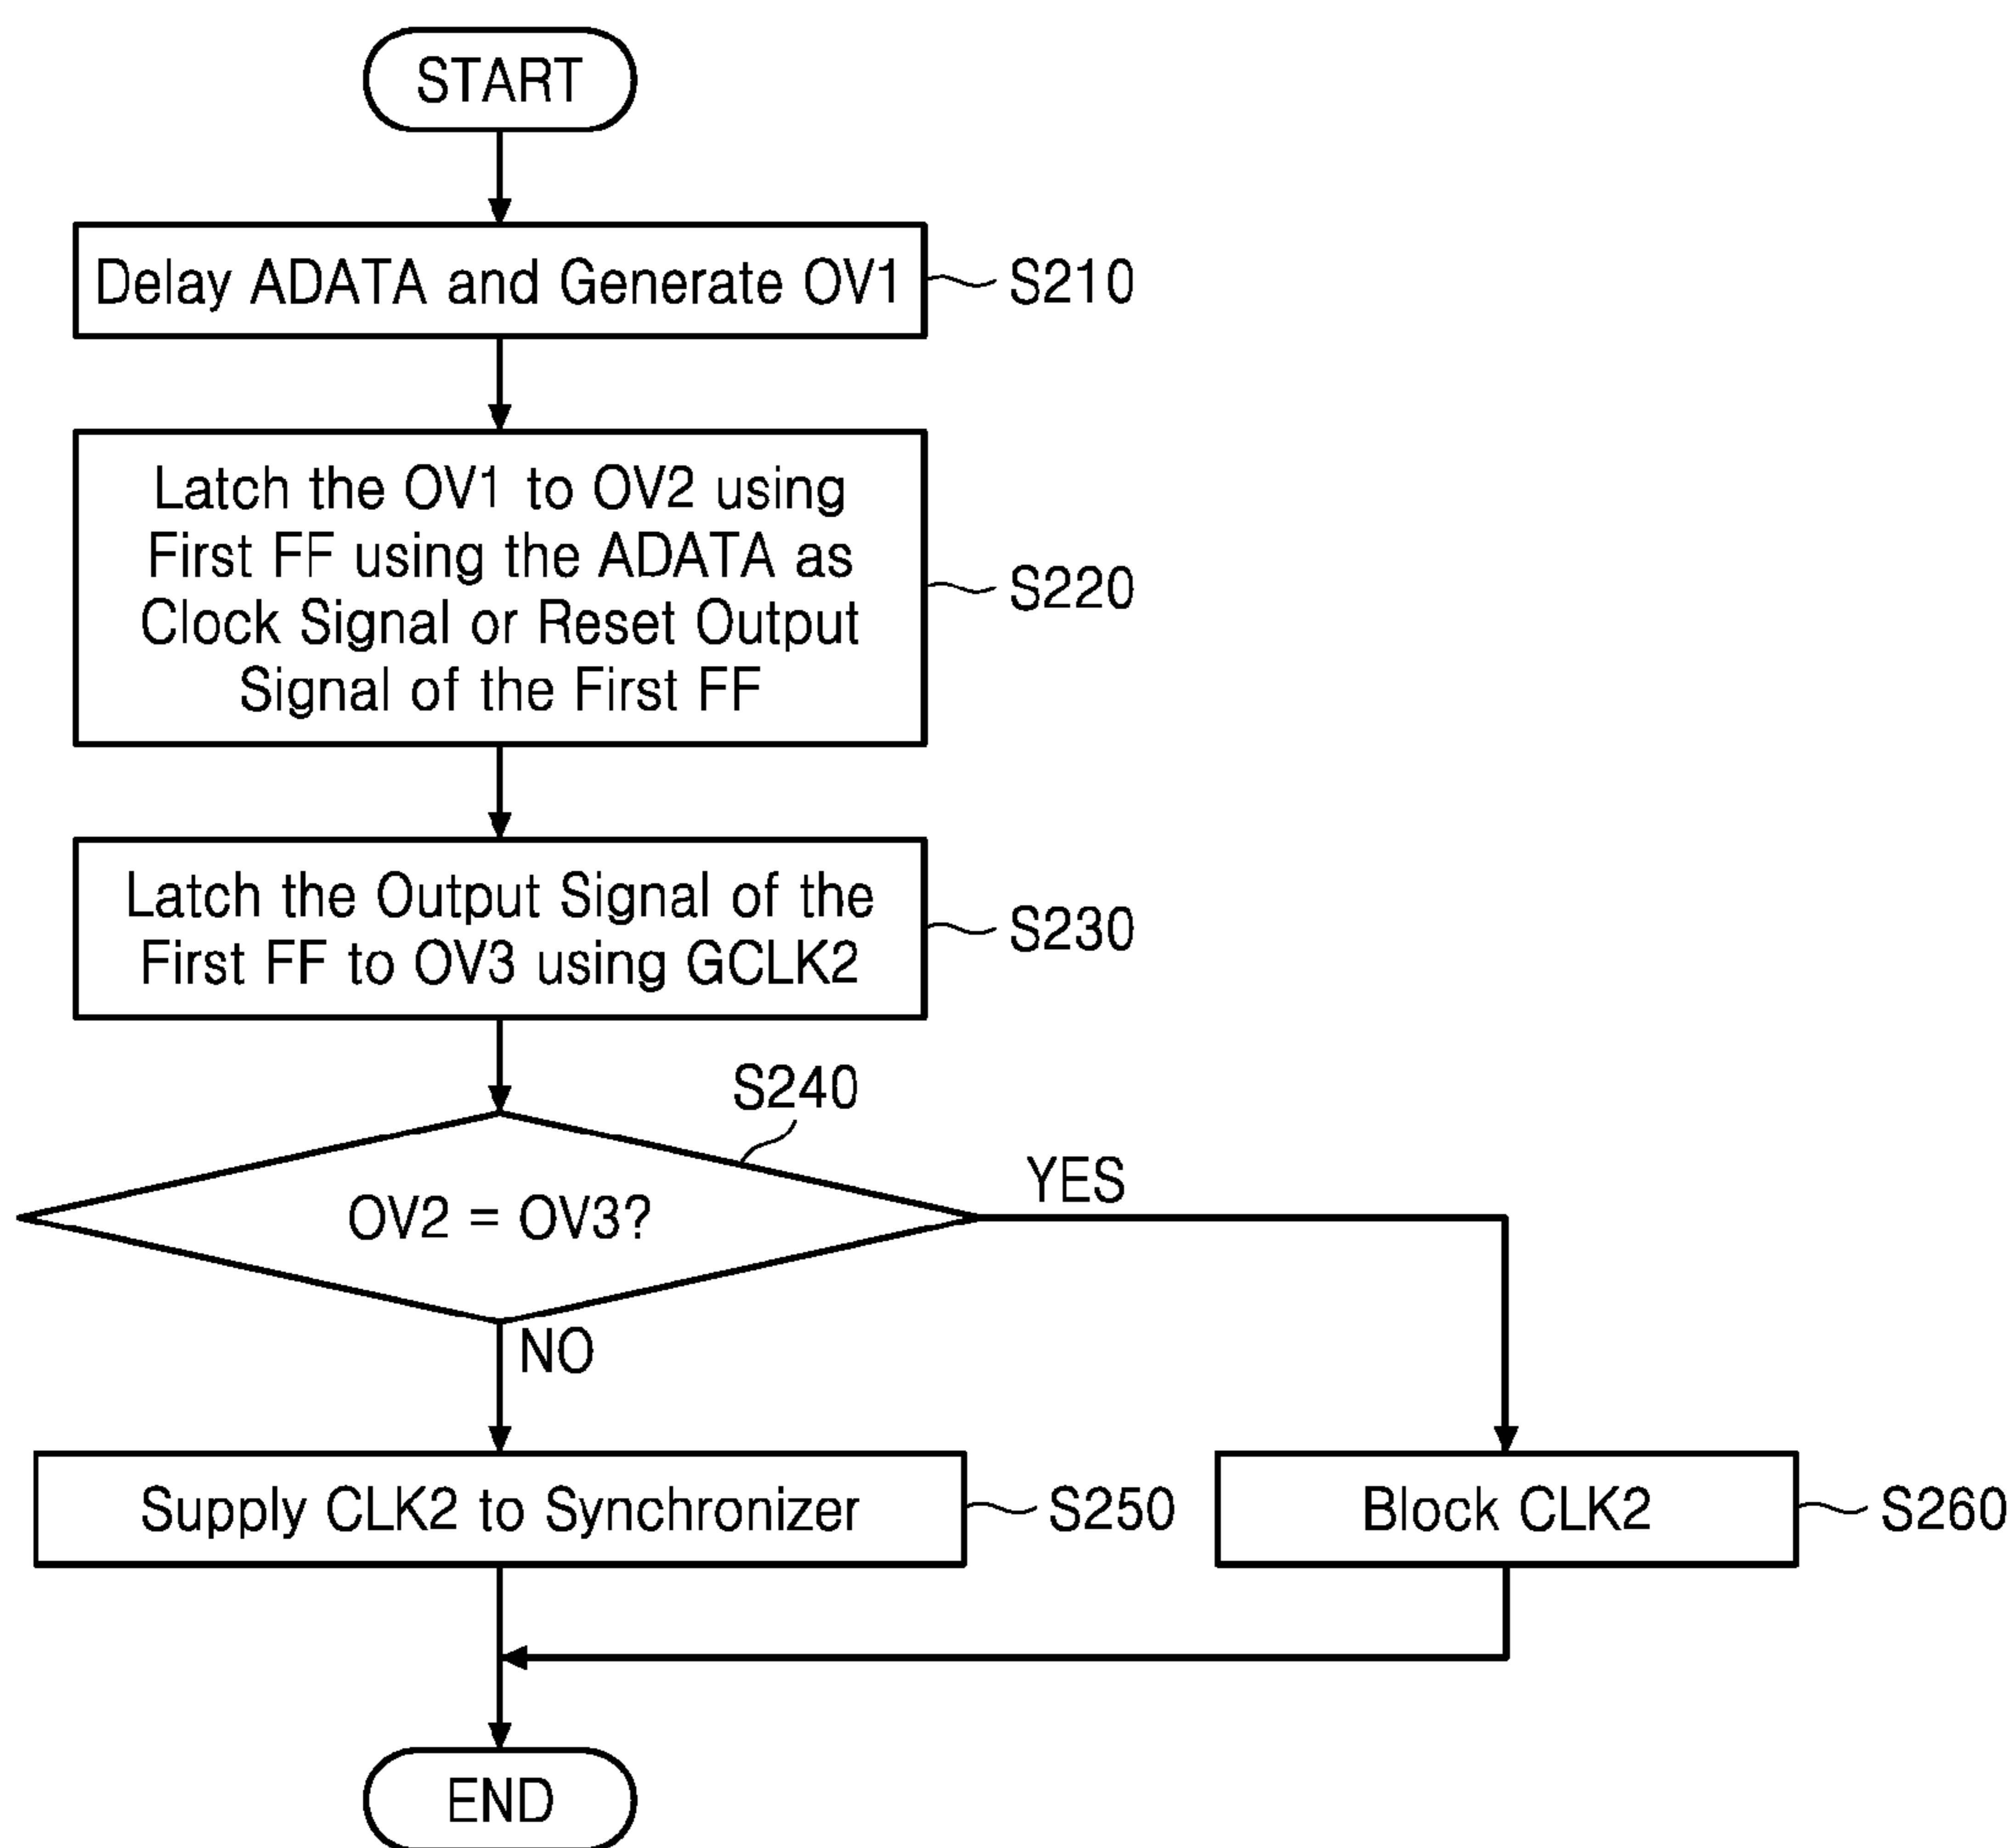 START
Delay ADATA and Generate OV1
S210
Latch the OV1 to OV2 using
First FF using the ADATA as
Clock Signal or Reset Output
Signal of the First FF
S220
Latch the Output Signal of the
First FF to OV3 using GCLK2
S230
S240
OV2 = OV3?
YES
NO
Supply CLK2 to Synchronizer
S250
Block CLK2
S260
END